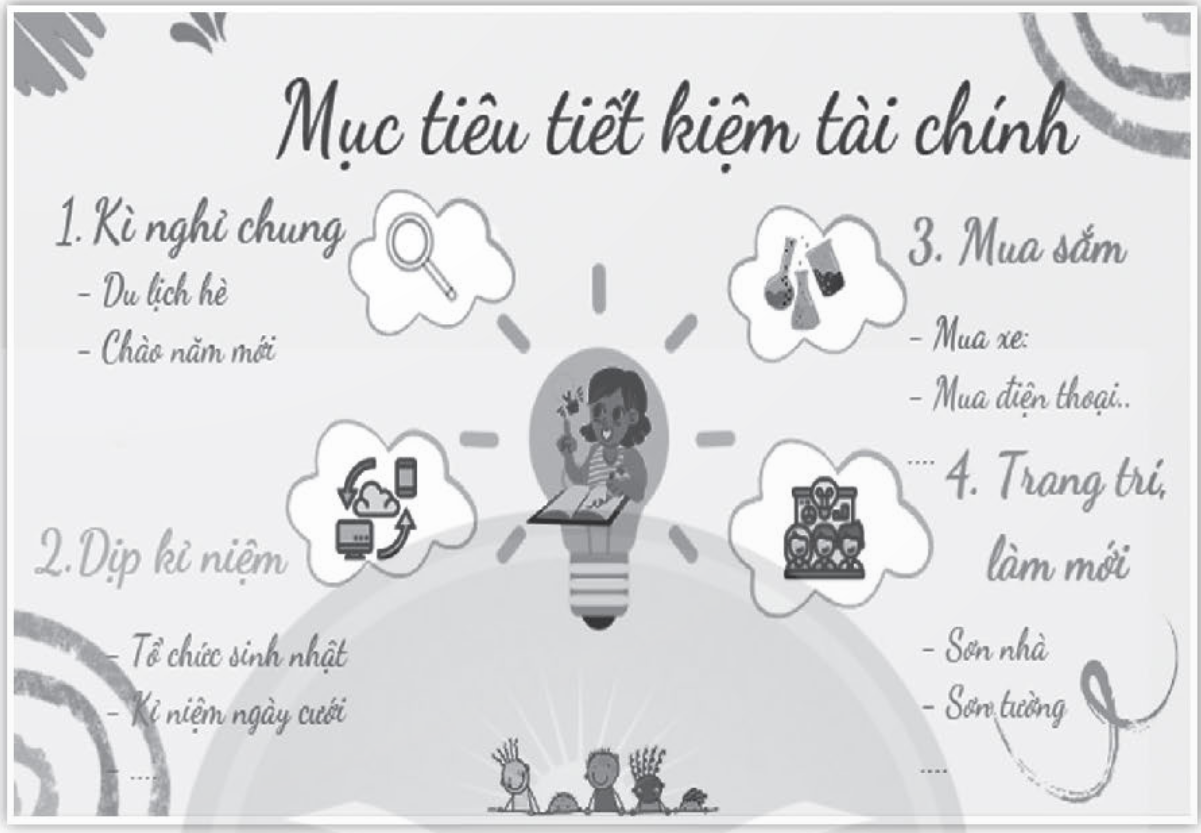 Mục tiêu tiết kiệm tài chính
1. Kì nghỉ chung
- Du lịch hè
- Chào năm mới
2. Dịp kỉ niệm
- Tổ chức sinh nhật
- Kỉ niệm ngày cưới
- ....
3. Mua sắm
- Mua xe:
- Mua điện thoại..
....
4. Trang trí,
làm mới
- Sơn nhà
- Sơn tường
....